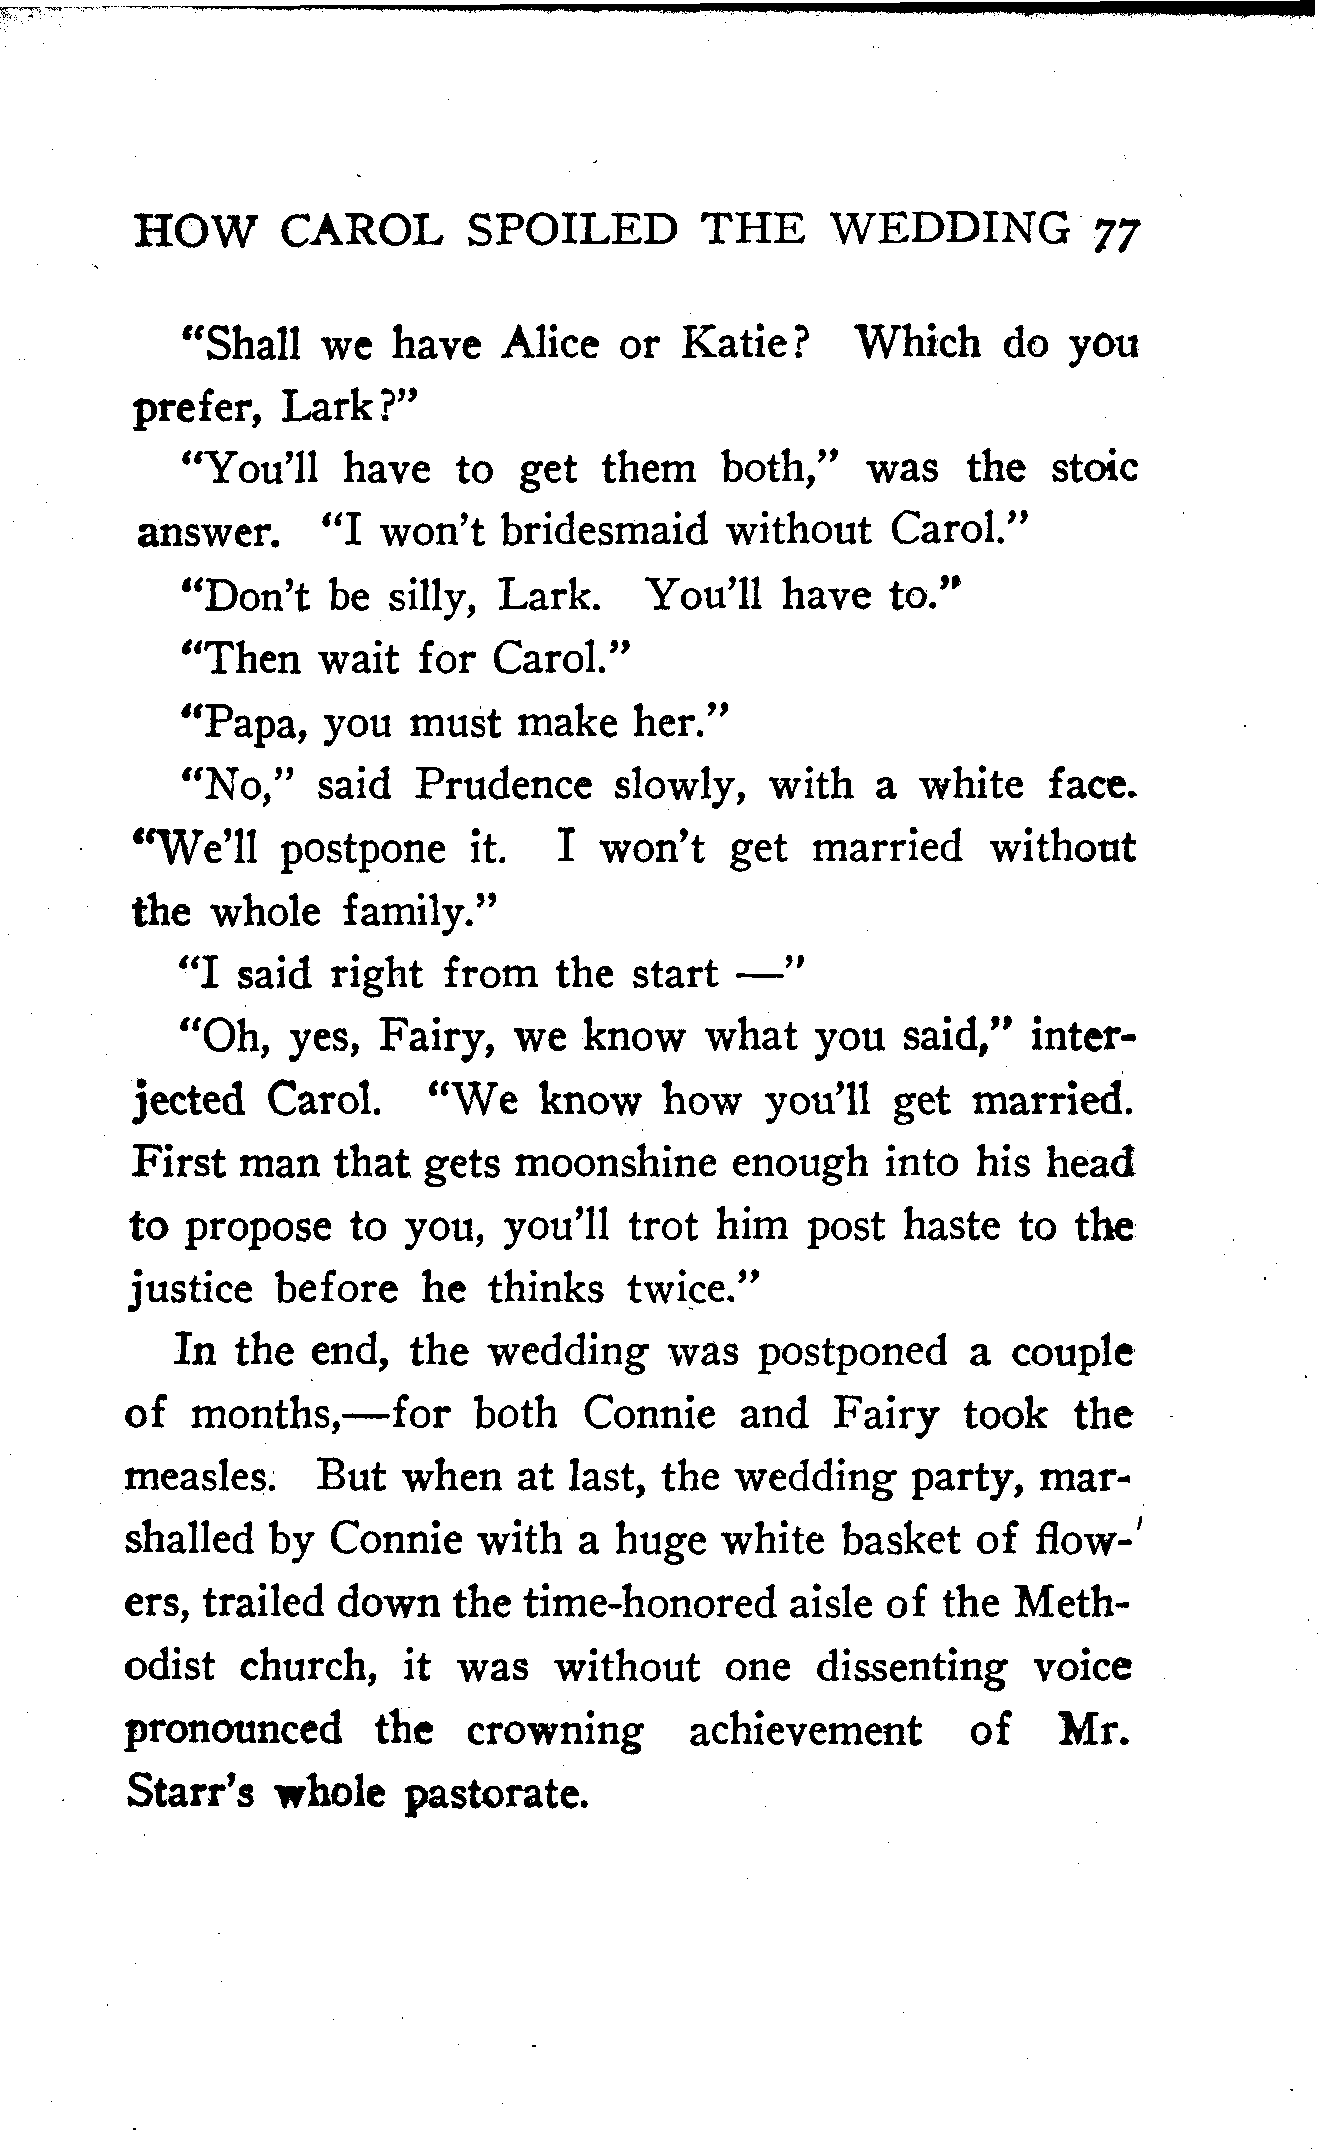 HOW CAROL SPOILED THE WEDDING 77
"Shall we have Alice or Katie? Which do you
prefer, Lark?"
"You'll have to get them both," was the stoic
answer. "I won't bridesmaid without Carol."
"Don't be silly, Lark. You'll have to."
"Then wait for Carol."
"Papa, you must make her."
"No," said Prudence slowly, with a white face.
"We'll postpone it. I won't get married without
the whole family."
"I said right from the start —"
"Oh, yes, Fairy, we know what you said," inter-
jected Carol. "We know how you'll get married.
First man that gets moonshine enough into his head
to propose to you, you'll trot him post haste to the
justice before he thinks twice."
In the end, the wedding was postponed a couple
of months,—for both Connie and Fairy took the
measles. But when at last, the wedding party, mar-
shalled by Connie with a huge white basket of flow-
ers, trailed down the time-honored aisle of the Meth-
odist church, it was without one dissenting voice
pronounced the crowning achievement of Mr.
Starr's whole pastorate.